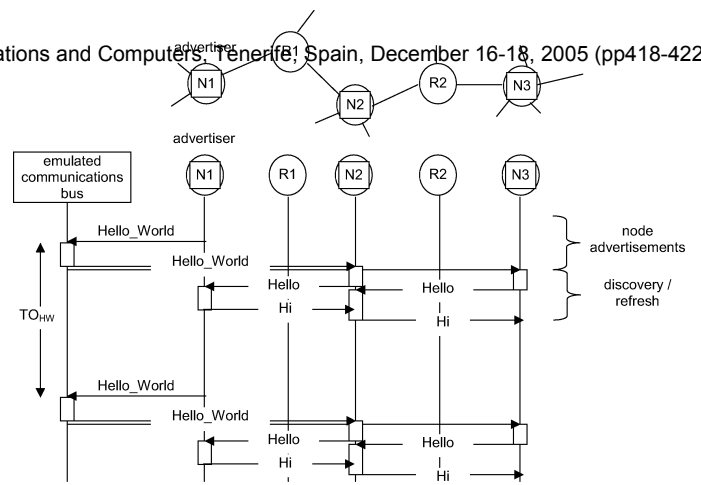 advertiser
ations and Computers, Tenerife, Spain, December 16-18, 2005 (pp418-422
R1
N1
R2
N3
N2
advertiser
emulated
communications
bus
N1
R1
N2
R2
N3
Hello_World
node
advertisements
Hello_World
Hello
Hello
discovery /
refresh
Hi
Hi
TOHW
Hello_World
Hello_World
Hello
Hello
Hi
Hi